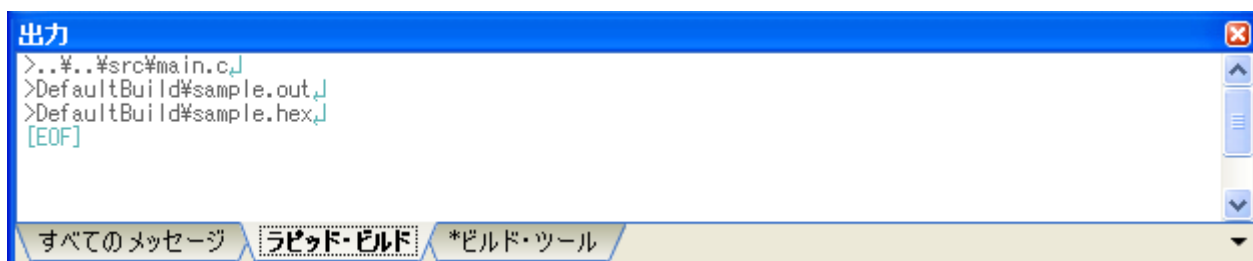 出力
>..¥..¥src¥main.c↲
>DefaultBuild¥sample.out↲
>DefaultBuild¥sample.hex↲
[EOF]
すべてのメッセージ ラピッド・ビルド *ビルド・ツール